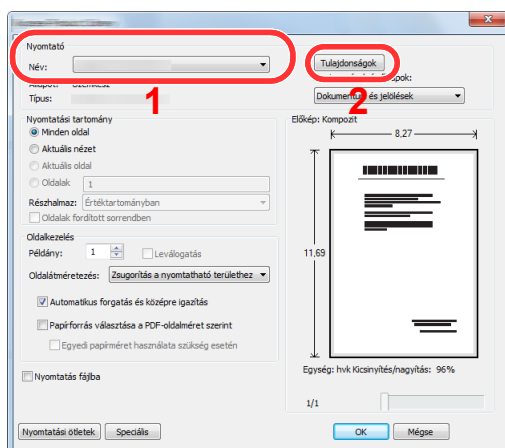 Nyomtató
Név:
Tulajdonságok
Típus:
Dokumentum és jelölések
1
2
Nyomtatási tartomány
Minden oldal
Aktuális nézet
Aktuális oldal
Oldalak
1
Részhalmaz:
Értéktartományban
Oldalak fordított sorrendben
Előkép: Kompozit
8,27
11,69
Oldalkezelés
Példány:
1
Leválogatás
Oldalátméretezés:
Zsugorítás a nyomtatható területhez
Automatikus forgatás és középre igazítás
Papírforrás választása a PDF-oldalméret szerint
Egyedi papírméret használata szükség esetén
Egység: hvk Kicsinyítés/nagyítás: 96%
Nyomtatás fájlba
1/1
Nyomtatási ötletek
Speciális
OK
Mégse